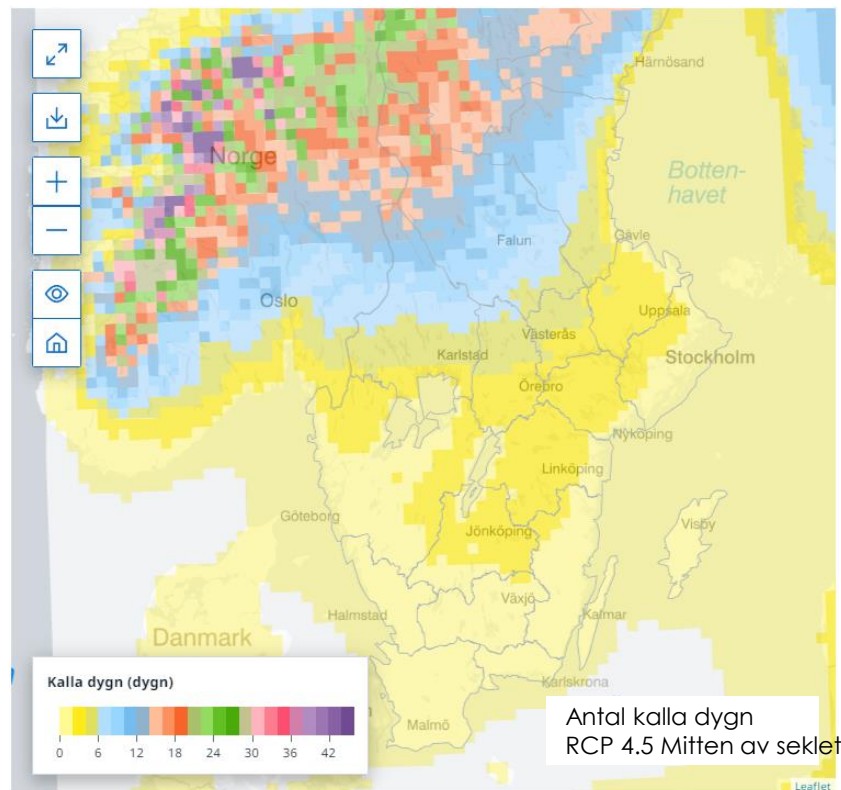 Härnösand
Norge
Botten-
havet
Falun
Gävle
Oslo
Uppsala
Västerås
Karlstad
Stockholm
Örebro
Nyköping
Linköping
Göteborg
Jönköping
Visby
Växjö
Halmstad
Kalmar
Danmark
Karlskrona
Malmö
Kalla dygn (dygn)
0 6 12 18 24 30 36 42
Antal kalla dygn
RCP 4.5 Mitten av seklet
Leaflet